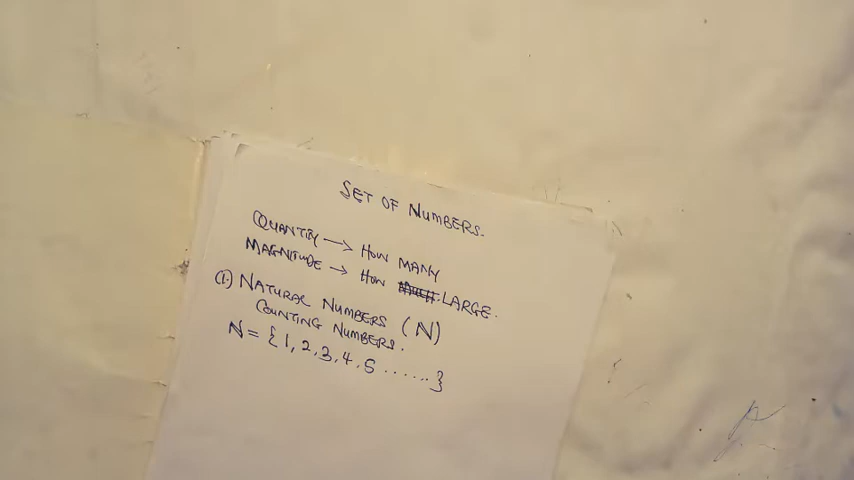 SET OF NUMBERS.
QUANTITY → HOW MANY
MAGNITUDE → HOW LARGE.
(1.) NATURAL NUMBERS (N)
COUNTING NUMBERS.
N = {1, 2, 3, 4, 5 ......}